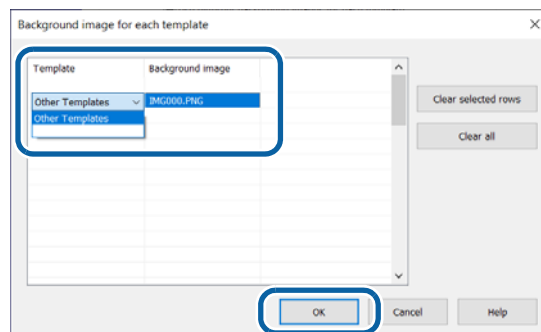 Background image for each template
Template Background image
Other Templates IMG000.PNG
Other Templates
Clear selected rows
Clear all
OK Cancel Help